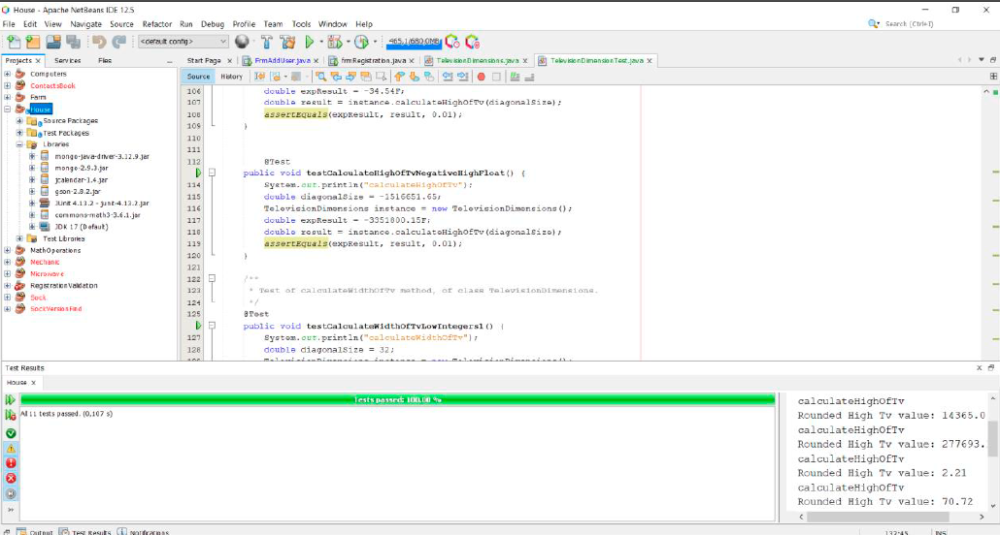 House - Apache NetBeans IDE 12.5
File Edit View Navigate Source Refactor Run Debug Profile Team Tools Window Help
Search (Ctrl+I)
<default config>
465,1/680,0MB
Projects Services Files
Start Page FrmAddUser.java frmRegistration.java TelevisionDimensions.java TelevisionDimensionTest.java
Source History
Computers
ContactsBook
Farm
House
Source Packages
Test Packages
Libraries
mongo-java-driver-3.12.9.jar
mongo-2.9.3.jar
jcalendar-1.4.jar
gson-2.8.2.jar
JUnit 4.13.2 - junit-4.13.2.jar
commons-math3-3.6.1.jar
JDK 17 (Default)
Test Libraries
MathOperations
Mechanic
Microwave
RegistrationValidation
Sock
SockVersionFind
106 double expResult = -34.54F;
107 double result = instance.calculateHighOfTv(diagonalSize);
108 assertEquals(expResult, result, 0.01);
109 }
110
111
112 @Test
public void testCalculateHighOfTvNegativeHighFloat() {
114 System.out.println("calculateHighOfTv");
115 double diagonalSize = -1516651.65;
116 TelevisionDimensions instance = new TelevisionDimensions();
117 double expResult = -3351800.15F;
118 double result = instance.calculateHighOfTv(diagonalSize);
119 assertEquals(expResult, result, 0.01);
120 }
121
122 /**
123 * Test of calculateWidthOfTv method, of class TelevisionDimensions.
124 */
125 @Test
public void testCalculateWidthOfTvLowIntegers1() {
127 System.out.println("calculateWidthOfTv");
128 double diagonalSize = 32;
Test Results
House
Tests passed: 100,00 %
All 11 tests passed. (0,107 s)
calculateHighOfTv
Rounded High Tv value: 14365.0
calculateHighOfTv
Rounded High Tv value: 277693.
calculateHighOfTv
Rounded High Tv value: 2.21
calculateHighOfTv
Rounded High Tv value: 70.72
Output Test Results Notifications
132:45 INS